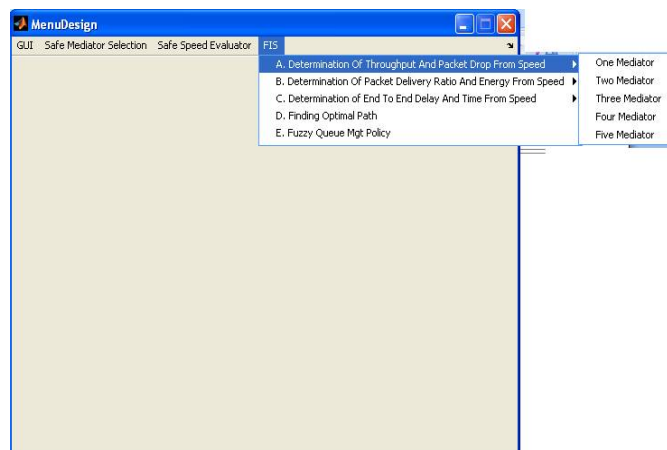 MenuDesign
GUI Safe Mediator Selection Safe Speed Evaluator FIS
A. Determination Of Throughput And Packet Drop From Speed
B. Determination Of Packet Delivery Ratio And Energy From Speed
C. Determination of End To End Delay And Time From Speed
D. Finding Optimal Path
E. Fuzzy Queue Mgt Policy
One Mediator
Two Mediator
Three Mediator
Four Mediator
Five Mediator